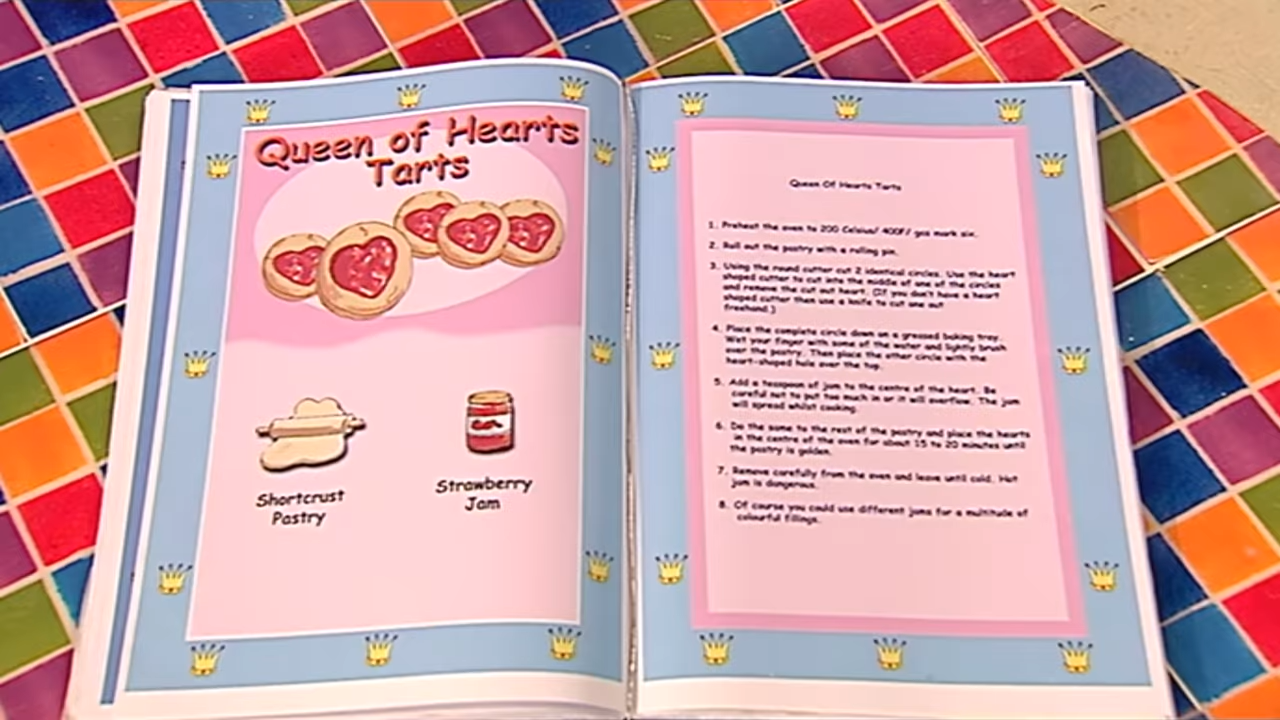 Queen of Hearts
Tarts
Shortcrust
Pastry
Strawberry
Jam
Queen Of Hearts Tarts
1. Preheat the oven to 200 Celsius/ 400F/ gas mark six.
2. Roll out the pastry with a rolling pin.
3. Using the round cutter cut 2 identical circles. Use the heart
shaped cutter to cut into the middle of one of the circles
and remove the cut out heart. (If you don't have a heart
shaped cutter then use a knife to cut one out
freehand.)
4. Place the complete circle down on a greased baking tray.
Wet your finger with some of the water and lightly brush
over the pastry. Then place the other circle with the
heart-shaped hole over the top.
5. Add a teaspoon of jam to the centre of the heart. Be
careful not to put too much in or it will overflow. The jam
will spread whilst cooking.
6. Do the same to the rest of the pastry and place the hearts
in the centre of the oven for about 15 to 20 minutes until
the pastry is golden.
7. Remove carefully from the oven and leave until cold. Hot
jam is dangerous.
8. Of course you could use different jams for a multitude of
colourful fillings.